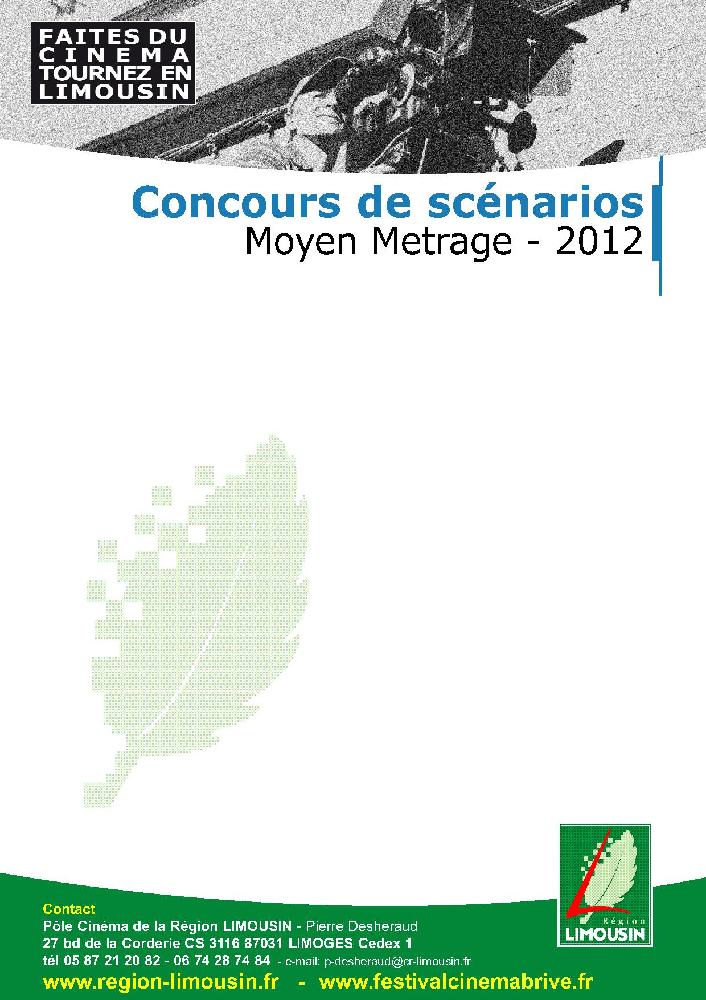 FAITES DU
CINEMA
TOURNEZ EN
LIMOUSIN
Concours de scénarios
Moyen Metrage - 2012
Région
LIMOUSIN
Contact
Pôle Cinéma de la Région LIMOUSIN - Pierre Desheraud
27 bd de la Corderie CS 3116 87031 LIMOGES Cedex 1
tél 05 87 21 20 82 - 06 74 28 74 84 - e-mail: p-desheraud@cr-limousin.fr
www.region-limousin.fr - www.festivalcinemabrive.fr